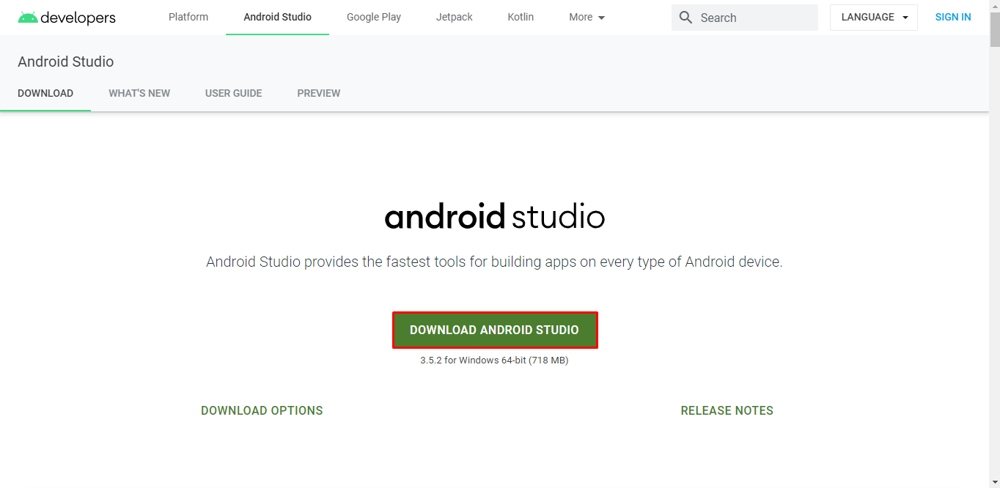 developers Platform Android Studio Google Play Jetpack Kotlin More Search LANGUAGE SIGN IN
Android Studio
DOWNLOAD WHAT'S NEW USER GUIDE PREVIEW
android studio
Android Studio provides the fastest tools for building apps on every type of Android device.
DOWNLOAD ANDROID STUDIO
3.5.2 for Windows 64-bit (718 MB)
DOWNLOAD OPTIONS RELEASE NOTES